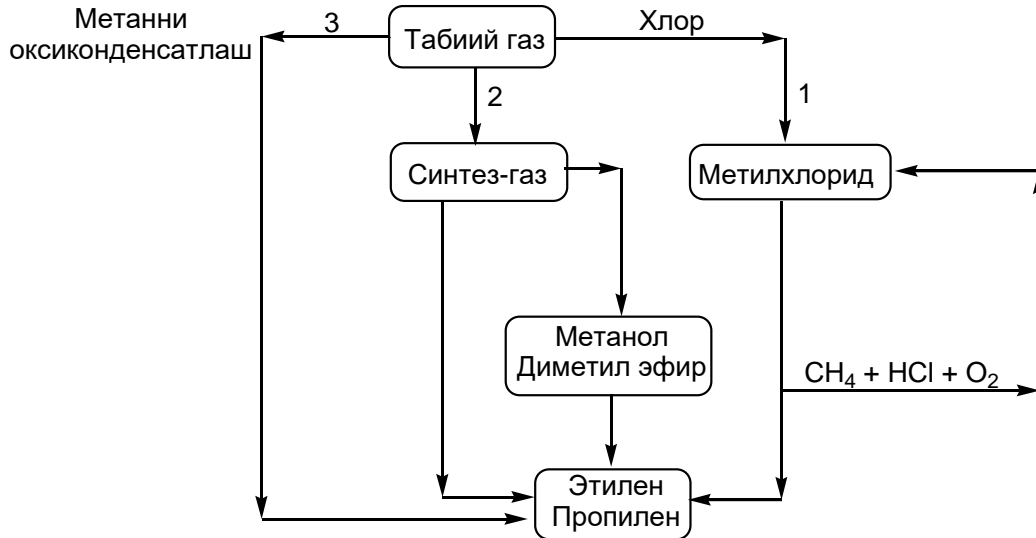 Метанни
оксиконденсатлаш
3
Табиий газ
Хлор
2
1
Синтез-газ
Метилхлорид
Метанол
Диметил эфир
CH₄ + HCl + O₂
Этилен
Пропилен